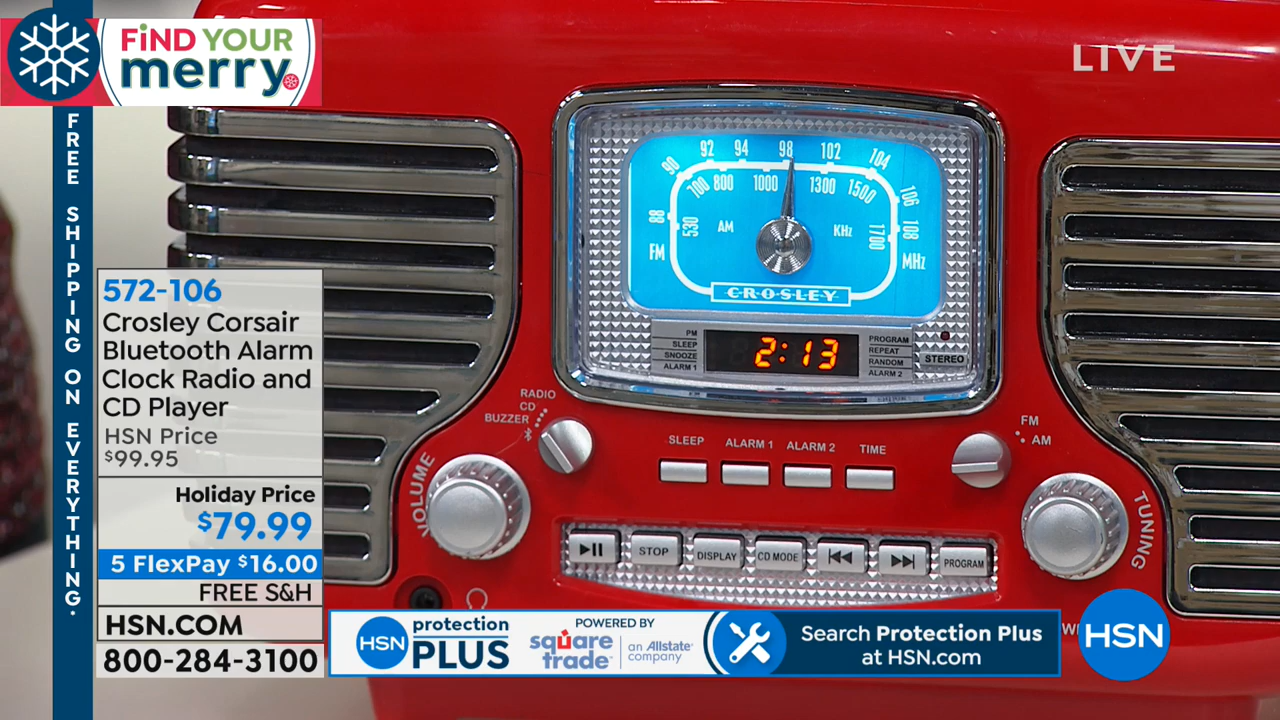 FiND YOUR
merry
LIVE
FREE SHIPPING ON EVERYTHING.*
572-106
Crosley Corsair
Bluetooth Alarm
Clock Radio and
CD Player
HSN Price
$99.95
Holiday Price
$79.99
5 FlexPay $16.00
FREE S&H
HSN.COM
800-284-3100
88 90 92 94 98 102 104 106 108
530 700 800 1000 1300 1500 1700
AM KHz
FM MHz
CROSLEY
PM
SLEEP
SNOOZE
ALARM 1
2:13
PROGRAM
REPEAT
RANDOM
ALARM 2
STEREO
RADIO
CD
BUZZER
SLEEP ALARM 1 ALARM 2 TIME
FM
AM
VOLUME
TUNING
STOP DISPLAY CD MODE PROGRAM
HSN
protection
PLUS
POWERED BY
square
trade
an Allstate
company
Search Protection Plus
at HSN.com
HSN